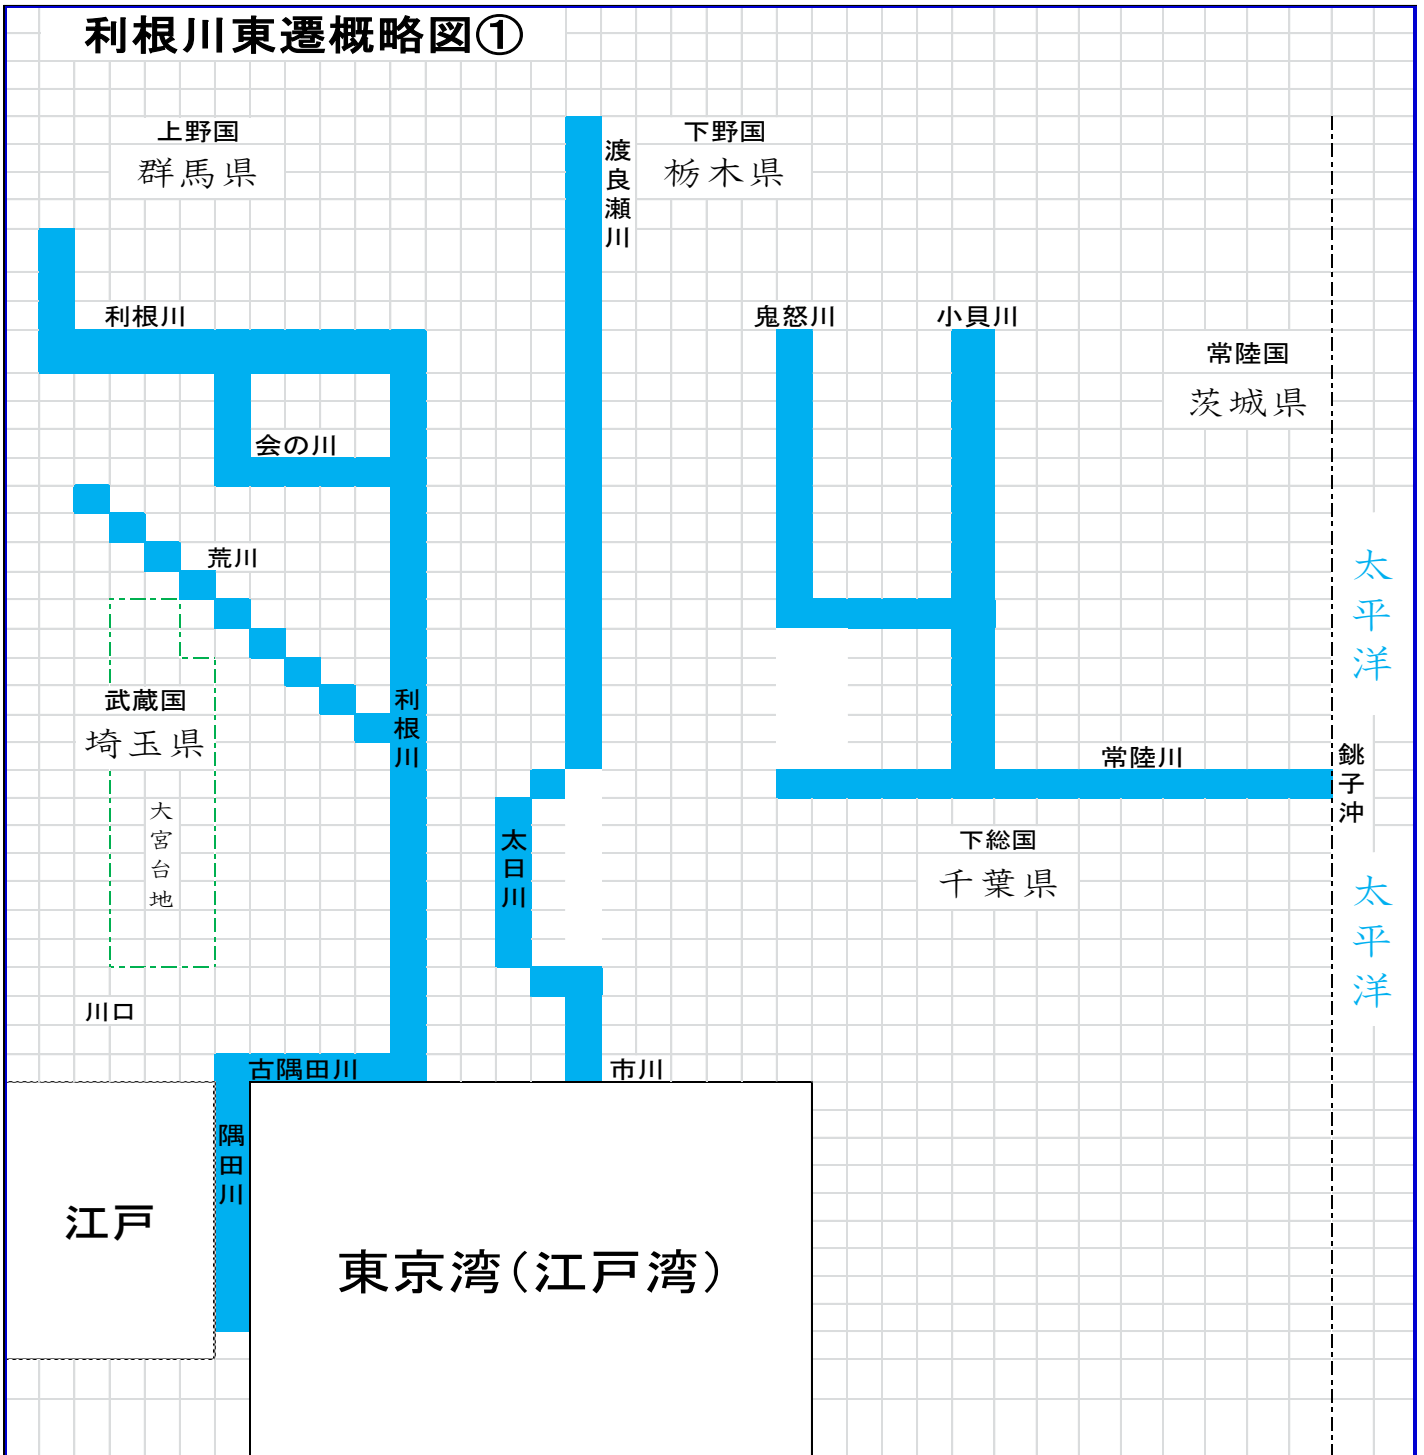 利根川東遷概略図①
上野国
群馬県
渡良瀬川
下野国
栃木県
利根川
鬼怒川
小貝川
常陸国
茨城県
会の川
荒川
太平洋
武蔵国
埼玉県
利根川
常陸川
銚子沖
大宮台地
太日川
下総国
千葉県
太平洋
川口
古隅田川
市川
隅田川
江戸
東京湾(江戸湾)